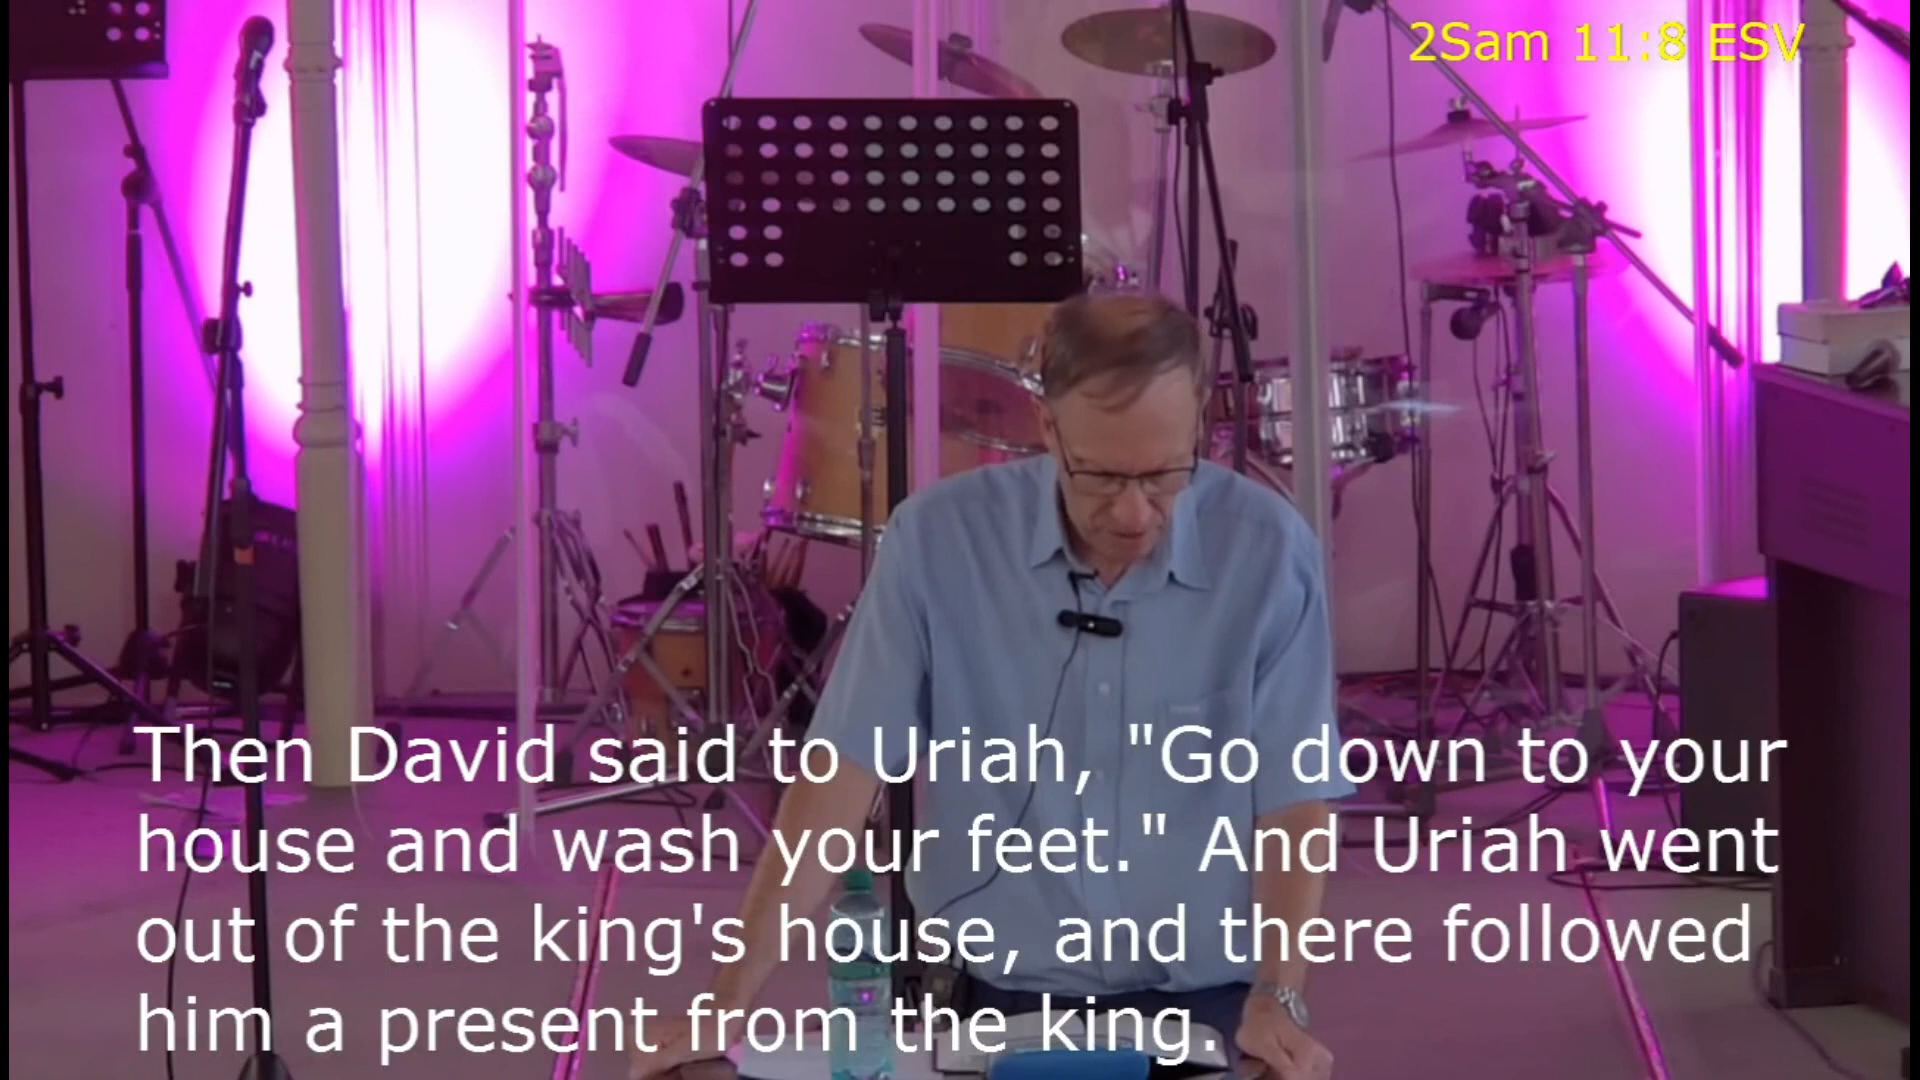 2Sam 11:8 ESV
Then David said to Uriah, "Go down to your
house and wash your feet." And Uriah went
out of the king's house, and there followed
him a present from the king.